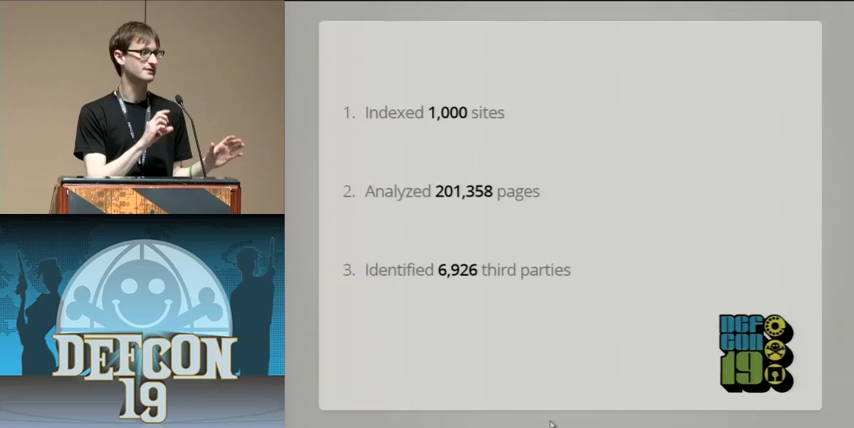 1. Indexed 1,000 sites
2. Analyzed 201,358 pages
3. Identified 6,926 third parties
DEFCON
19
DEF
CON
19